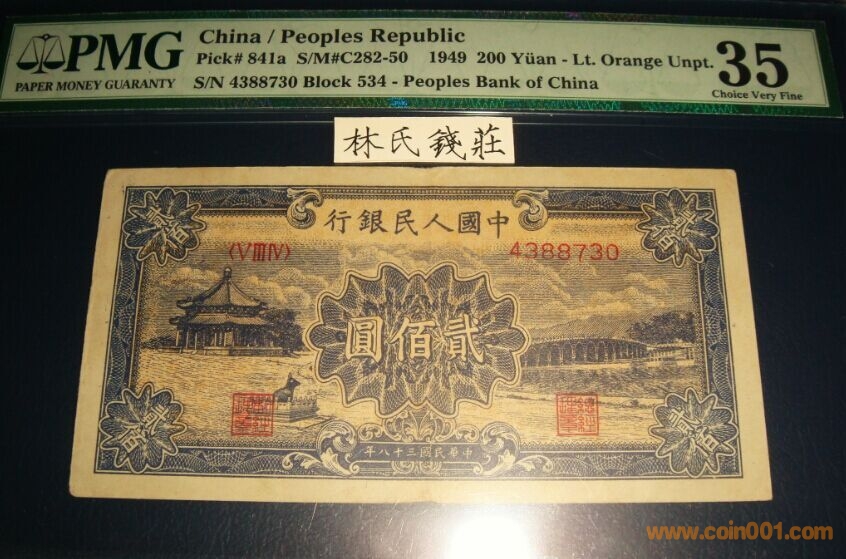 PMG
PAPER MONEY GUARANTY
China / Peoples Republic
Pick# 841a S/M#C282-50 1949 200 Yüan - Lt. Orange Unpt.
S/N 4388730 Block 534 - Peoples Bank of China
35
Choice Very Fine
林氏錢莊
行銀民人國中
(VIIIIV) 4388730
圓佰貳
年八十三國民華中
www.coin001.com